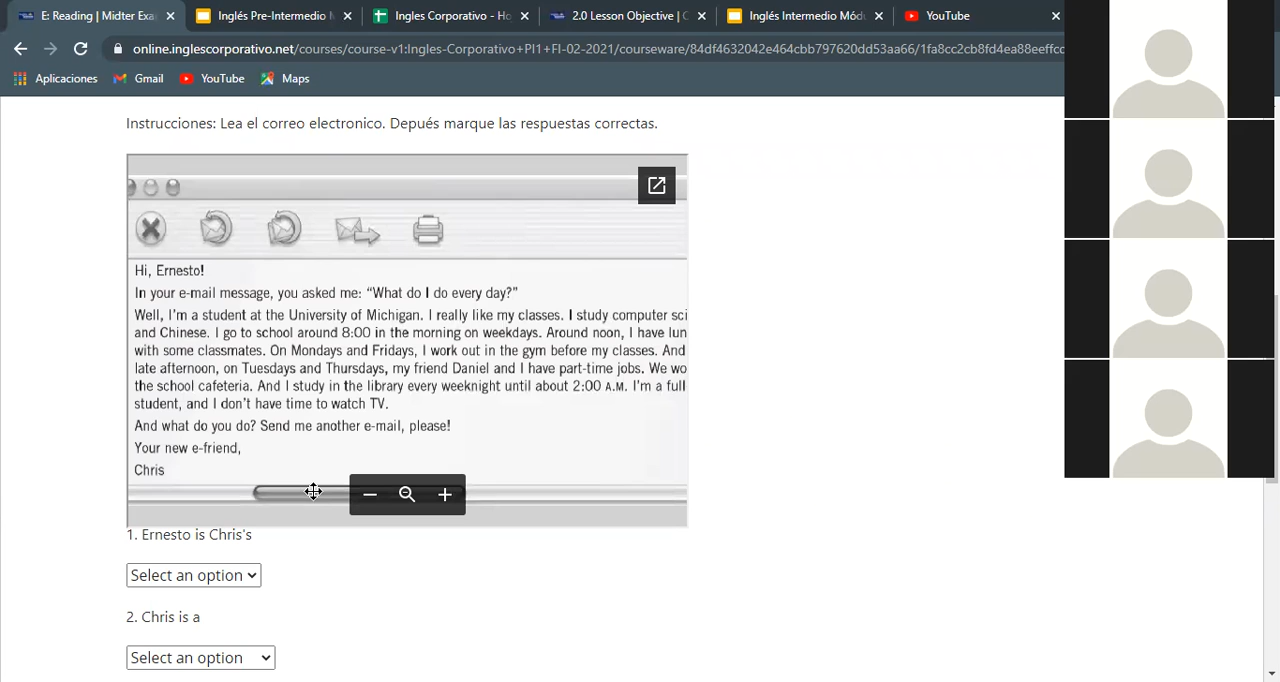 E: Reading | Midter Exa
Inglés Pre-Intermedio
Ingles Corporativo - Ho
2.0 Lesson Objective | C
Inglés Intermedio Mód
YouTube
online.inglescorporativo.net/courses/course-v1:Ingles-Corporativo+PI1+FI-02-2021/courseware/84df4632042e464cbb797620dd53aa66/1fa8cc2cb8fd4ea88eeffcc
Aplicaciones
Gmail
YouTube
Maps
Instrucciones: Lea el correo electronico. Depués marque las respuestas correctas.
Hi, Ernesto!
In your e-mail message, you asked me: “What do I do every day?”
Well, I’m a student at the University of Michigan. I really like my classes. I study computer sci
and Chinese. I go to school around 8:00 in the morning on weekdays. Around noon, I have lun
with some classmates. On Mondays and Fridays, I work out in the gym before my classes. And
late afternoon, on Tuesdays and Thursdays, my friend Daniel and I have part-time jobs. We wo
the school cafeteria. And I study in the library every weeknight until about 2:00 A.M. I’m a full
student, and I don’t have time to watch TV.
And what do you do? Send me another e-mail, please!
Your new e-friend,
Chris
1. Ernesto is Chris's
Select an option
2. Chris is a
Select an option